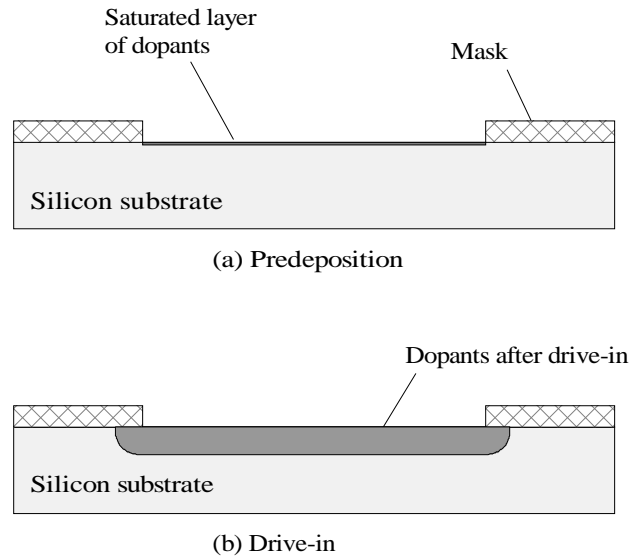 Saturated layer
of dopants
Mask
Silicon substrate
(a) Predeposition
Dopants after drive-in
Silicon substrate
(b) Drive-in